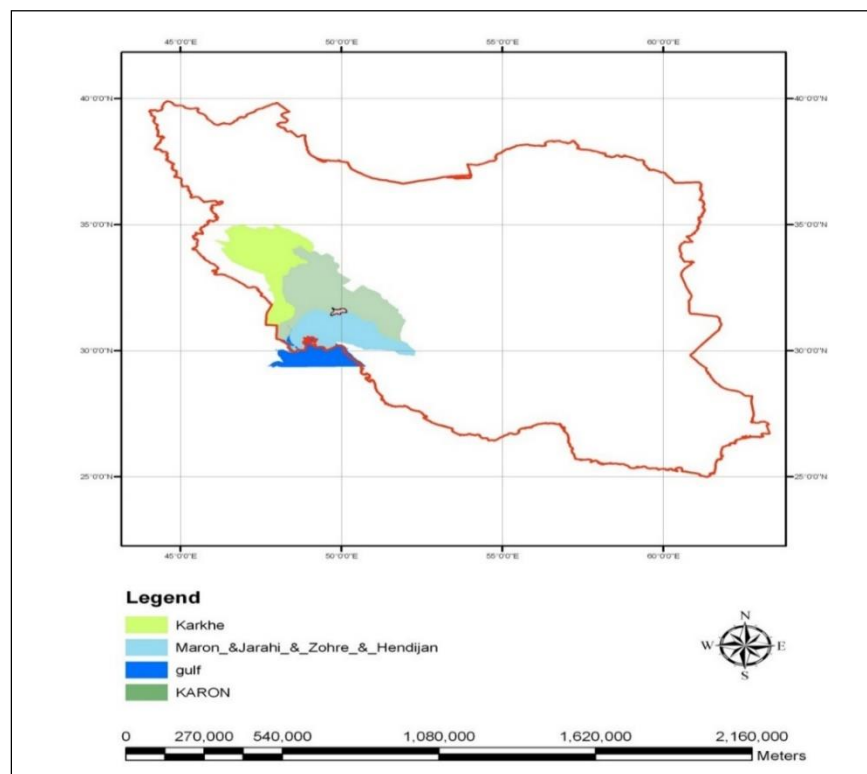 45°0'0"E 50°0'0"E 55°0'0"E 60°0'0"E
40°0'0"N 40°0'0"N
35°0'0"N 35°0'0"N
30°0'0"N 30°0'0"N
25°0'0"N 25°0'0"N
45°0'0"E 50°0'0"E 55°0'0"E 60°0'0"E
Legend
Karkhe
Maron_&Jarahi_&_Zohre_&_Hendijan
gulf
KARON
N
W E
S
0 270,000 540,000 1,080,000 1,620,000 2,160,000
Meters